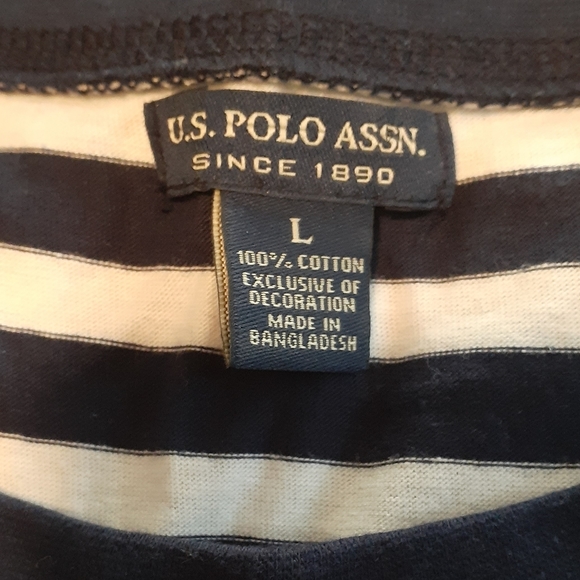 U.S. POLO ASSN.
SINCE 1890
L
100% COTTON
EXCLUSIVE OF
DECORATION
MADE IN
BANGLADESH